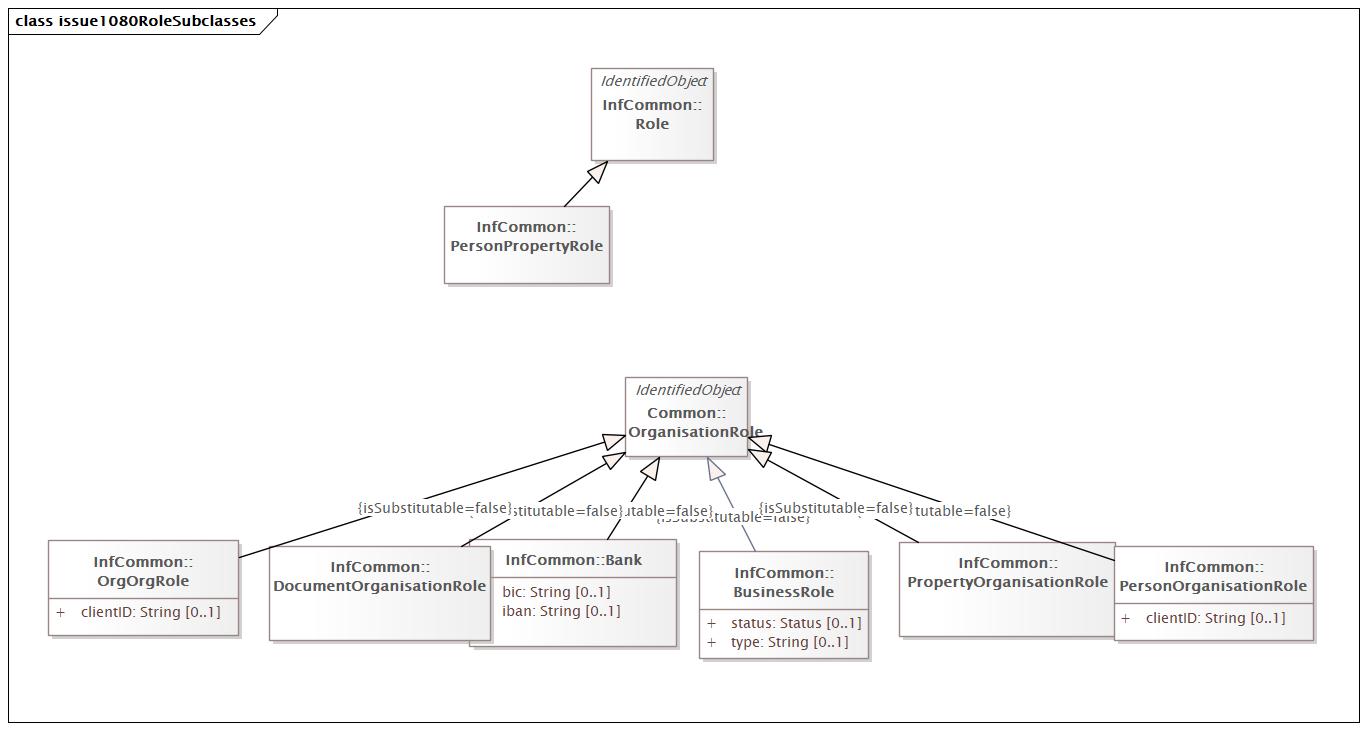 class issue1080RoleSubclasses
IdentifiedObject
InfCommon::
Role
InfCommon::
PersonPropertyRole
IdentifiedObject
Common::
OrganisationRole
{isSubstitutable=false}
stitutable=false}
utable=false}
{isSubstitutable=false}
{isSubstitutable=false}
tutable=false}
InfCommon::
OrgOrgRole
+ clientID: String [0..1]
InfCommon::
DocumentOrganisationRole
InfCommon::Bank
bic: String [0..1]
iban: String [0..1]
InfCommon::
BusinessRole
+ status: Status [0..1]
+ type: String [0..1]
InfCommon::
PropertyOrganisationRole
InfCommon::
PersonOrganisationRole
+ clientID: String [0..1]